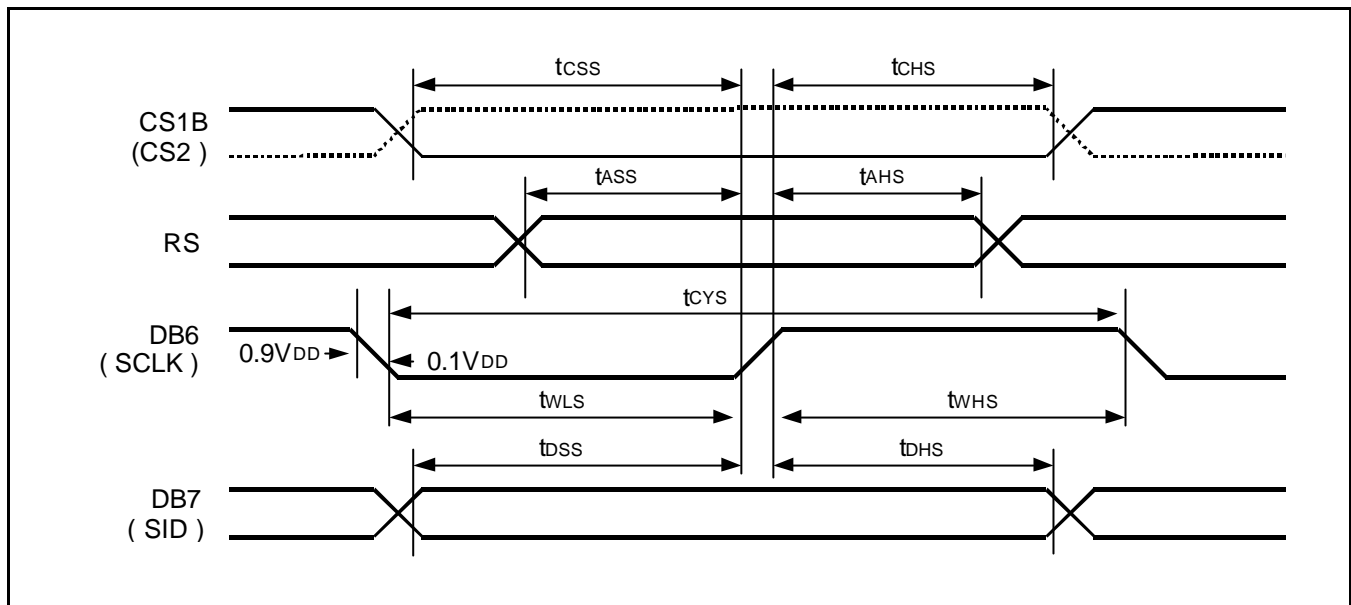 tCSS tCHS
CS1B
(CS2 )
tASS tAHS
RS
tCYS
DB6
( SCLK )
0.9VDD 0.1VDD
tWLS tWHS
tDSS tDHS
DB7
( SID )